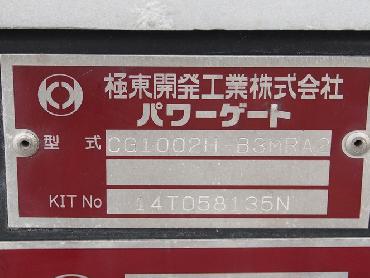 極東開発工業株式会社
パワーゲート
型式 CG1002H-B3MRA2
KIT No 14T058135N